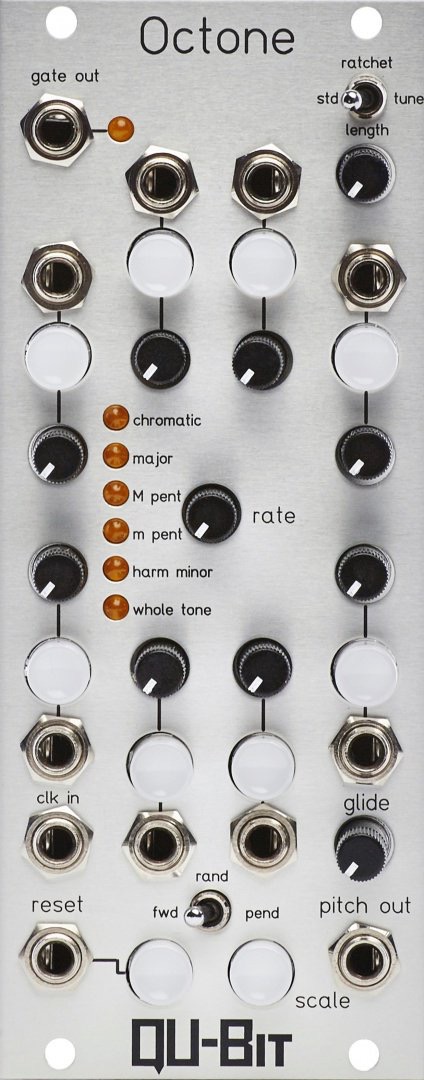 Octone
gate out
ratchet
std
tune
length
chromatic
major
M pent
m pent
harm minor
whole tone
rate
clk in
glide
reset
rand
fwd
pend
pitch out
scale
QU-BIT